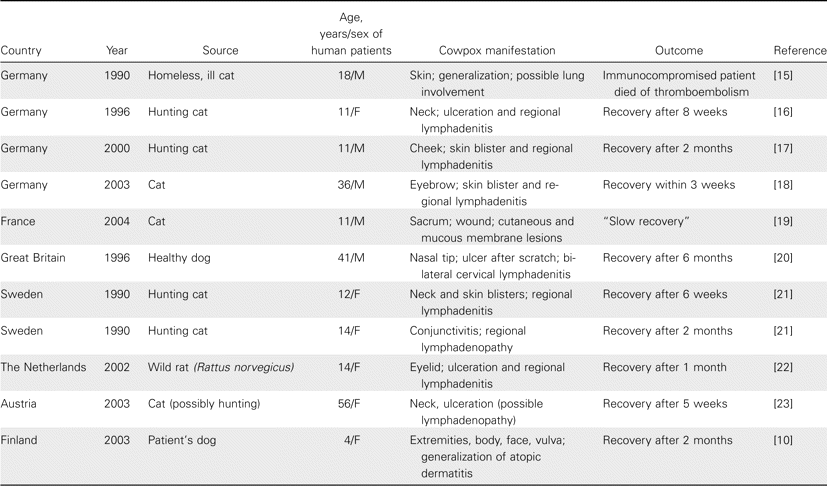 Age,
years/sex of
Country Year Source human patients Cowpox manifestation Outcome Reference
Germany 1990 Homeless, ill cat 18/M Skin; generalization; possible lung Immunocompromised patient [15]
involvement died of thromboembolism
Germany 1996 Hunting cat 11/F Neck; ulceration and regional Recovery after 8 weeks [16]
lymphadenitis
Germany 2000 Hunting cat 11/M Cheek; skin blister and regional Recovery after 2 months [17]
lymphadenitis
Germany 2003 Cat 36/M Eyebrow; skin blister and re- Recovery within 3 weeks [18]
gional lymphadenitis
France 2004 Cat 11/M Sacrum; wound; cutaneous and “Slow recovery” [19]
mucous membrane lesions
Great Britain 1996 Healthy dog 41/M Nasal tip; ulcer after scratch; bi- Recovery after 6 months [20]
lateral cervical lymphadenitis
Sweden 1990 Hunting cat 12/F Neck and skin blisters; regional Recovery after 6 weeks [21]
lymphadenitis
Sweden 1990 Hunting cat 14/F Conjunctivitis; regional Recovery after 2 months [21]
lymphadenopathy
The Netherlands 2002 Wild rat (Rattus norvegicus) 14/F Eyelid; ulceration and regional Recovery after 1 month [22]
lymphadenitis
Austria 2003 Cat (possibly hunting) 56/F Neck, ulceration (possible Recovery after 5 weeks [23]
lymphadenopathy)
Finland 2003 Patient’s dog 4/F Extremities, body, face, vulva; Recovery after 2 months [10]
generalization of atopic
dermatitis